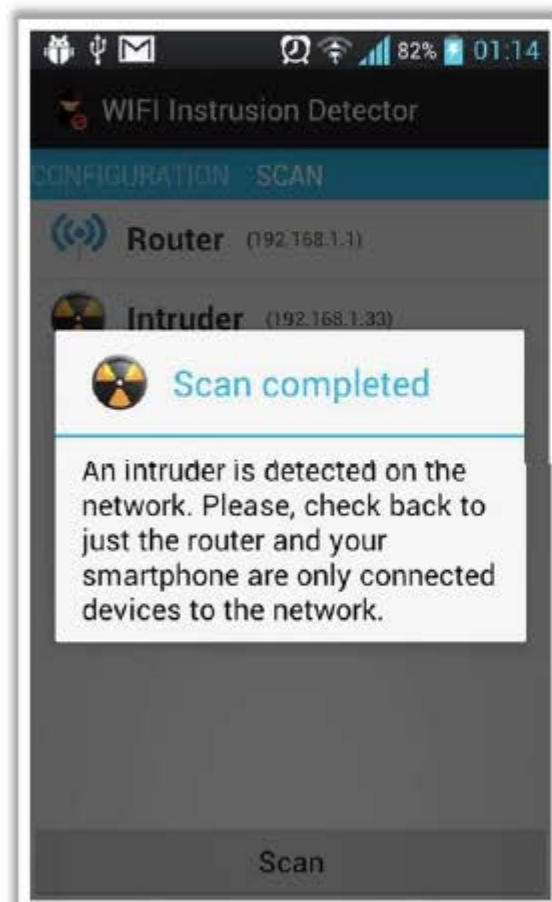 82% 01:14
WIFI Instrusion Detector
CONFIGURATION SCAN
Router (192.168.1.1)
Intruder (192.168.1.33)
Scan completed
An intruder is detected on the
network. Please, check back to
just the router and your
smartphone are only connected
devices to the network.
Scan